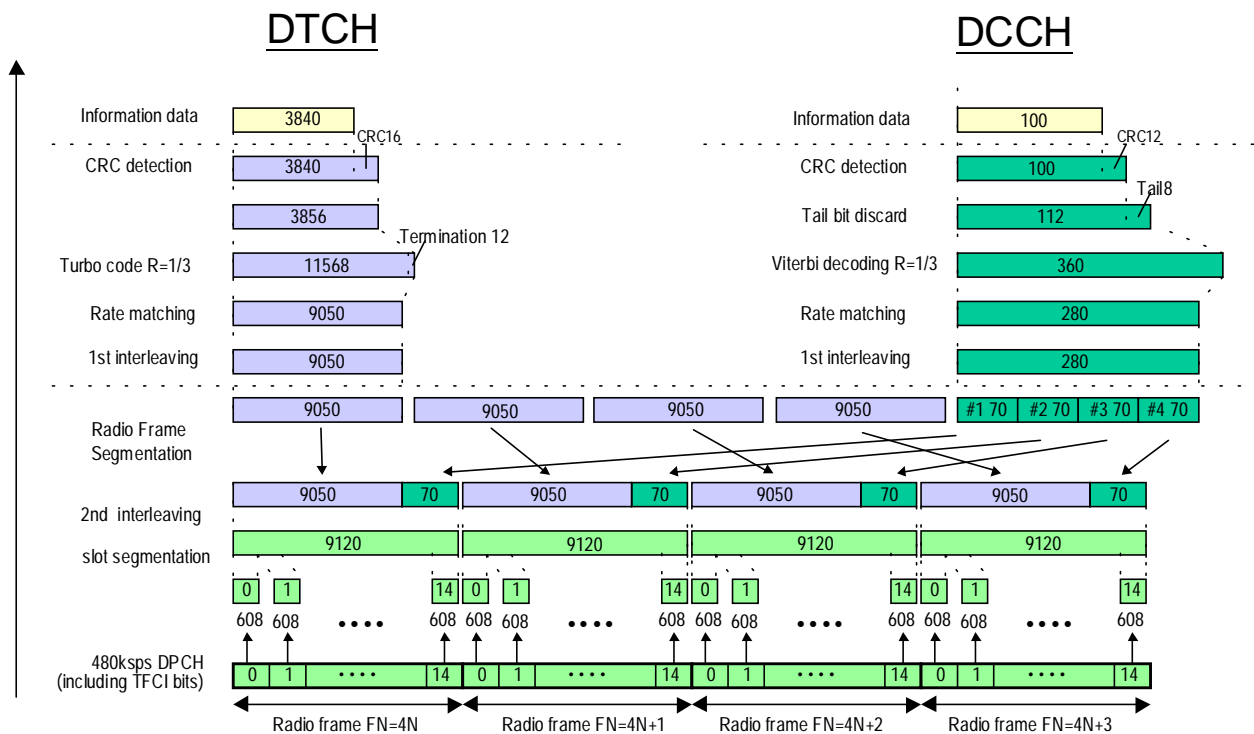 DTCH DCCH
Information data 3840 Information data 100
CRC16 CRC12
CRC detection 3840 CRC detection 100
Tail8
3856 Tail bit discard 112
Termination 12
Turbo code R=1/3 11568 Viterbi decoding R=1/3 360
Rate matching 9050 Rate matching 280
1st interleaving 9050 1st interleaving 280
9050 9050 9050 9050 #1 70 #2 70 #3 70 #4 70
Radio Frame
Segmentation
9050 70 9050 70 9050 70 9050 70
2nd interleaving
9120 9120 9120 9120
slot segmentation
0 1 14 0 1 14 0 1 14 0 1 14
608 608 •••• 608 608 608 •••• 608 608 608 •••• 608 608 608 •••• 608
480ksps DPCH
(including TFCI bits)
0 1 •••• 14 0 1 •••• 14 0 1 •••• 14 0 1 •••• 14
Radio frame FN=4N Radio frame FN=4N+1 Radio frame FN=4N+2 Radio frame FN=4N+3